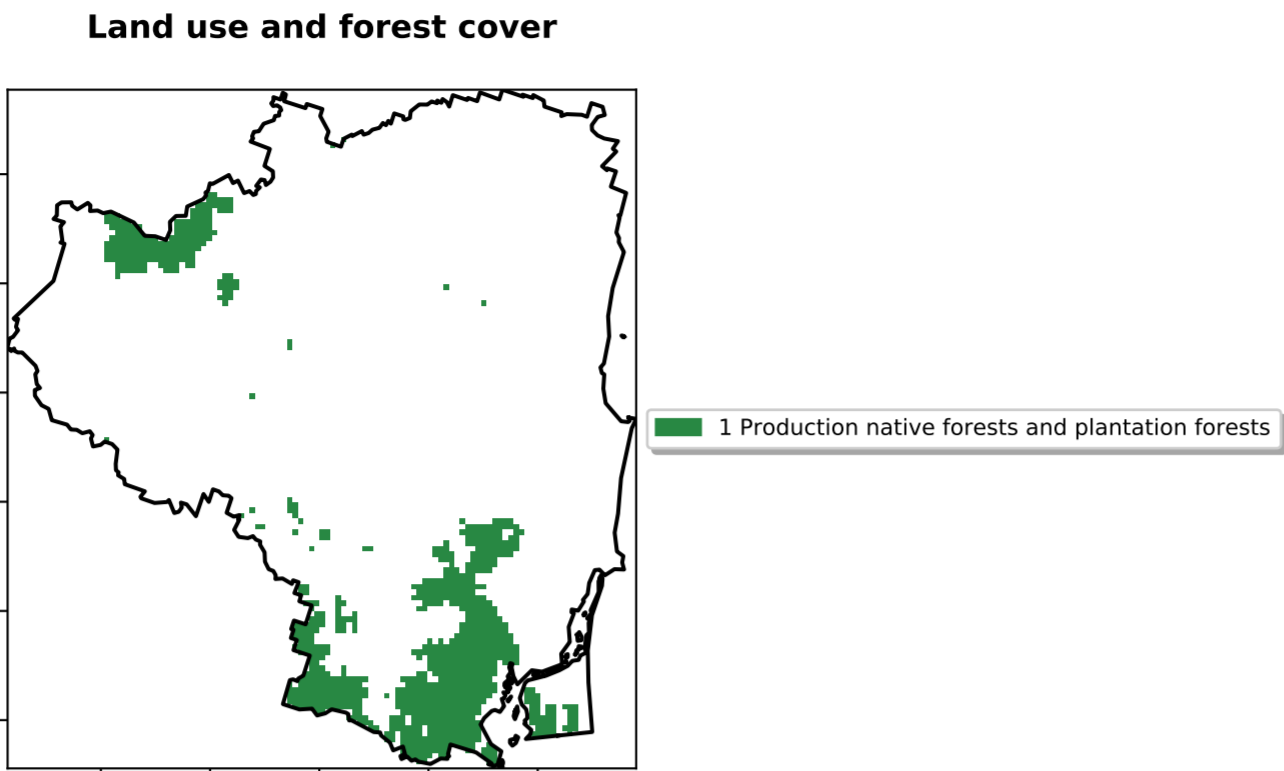 Land use and forest cover
1 Production native forests and plantation forests